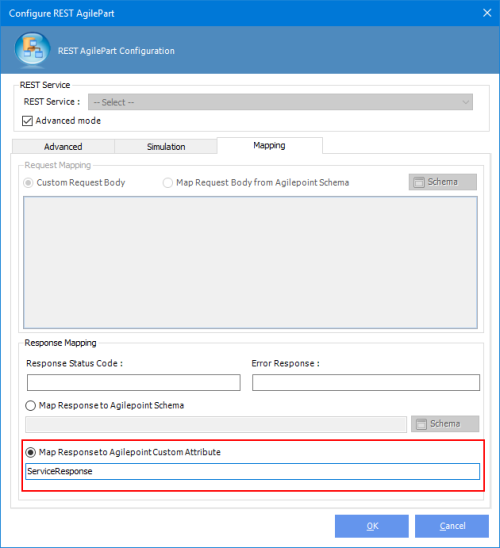 Configure REST AgilePart
REST AgilePart Configuration
REST Service
REST Service :
-- Select --
Advanced mode
Advanced
Simulation
Mapping
Request Mapping
Custom Request Body
Map Request Body from Agilepoint Schema
Schema
Response Mapping
Response Status Code :
Error Response :
Map Response to Agilepoint Schema
Schema
Map Response to Agilepoint Custom Attribute
ServiceResponse
OK
Cancel